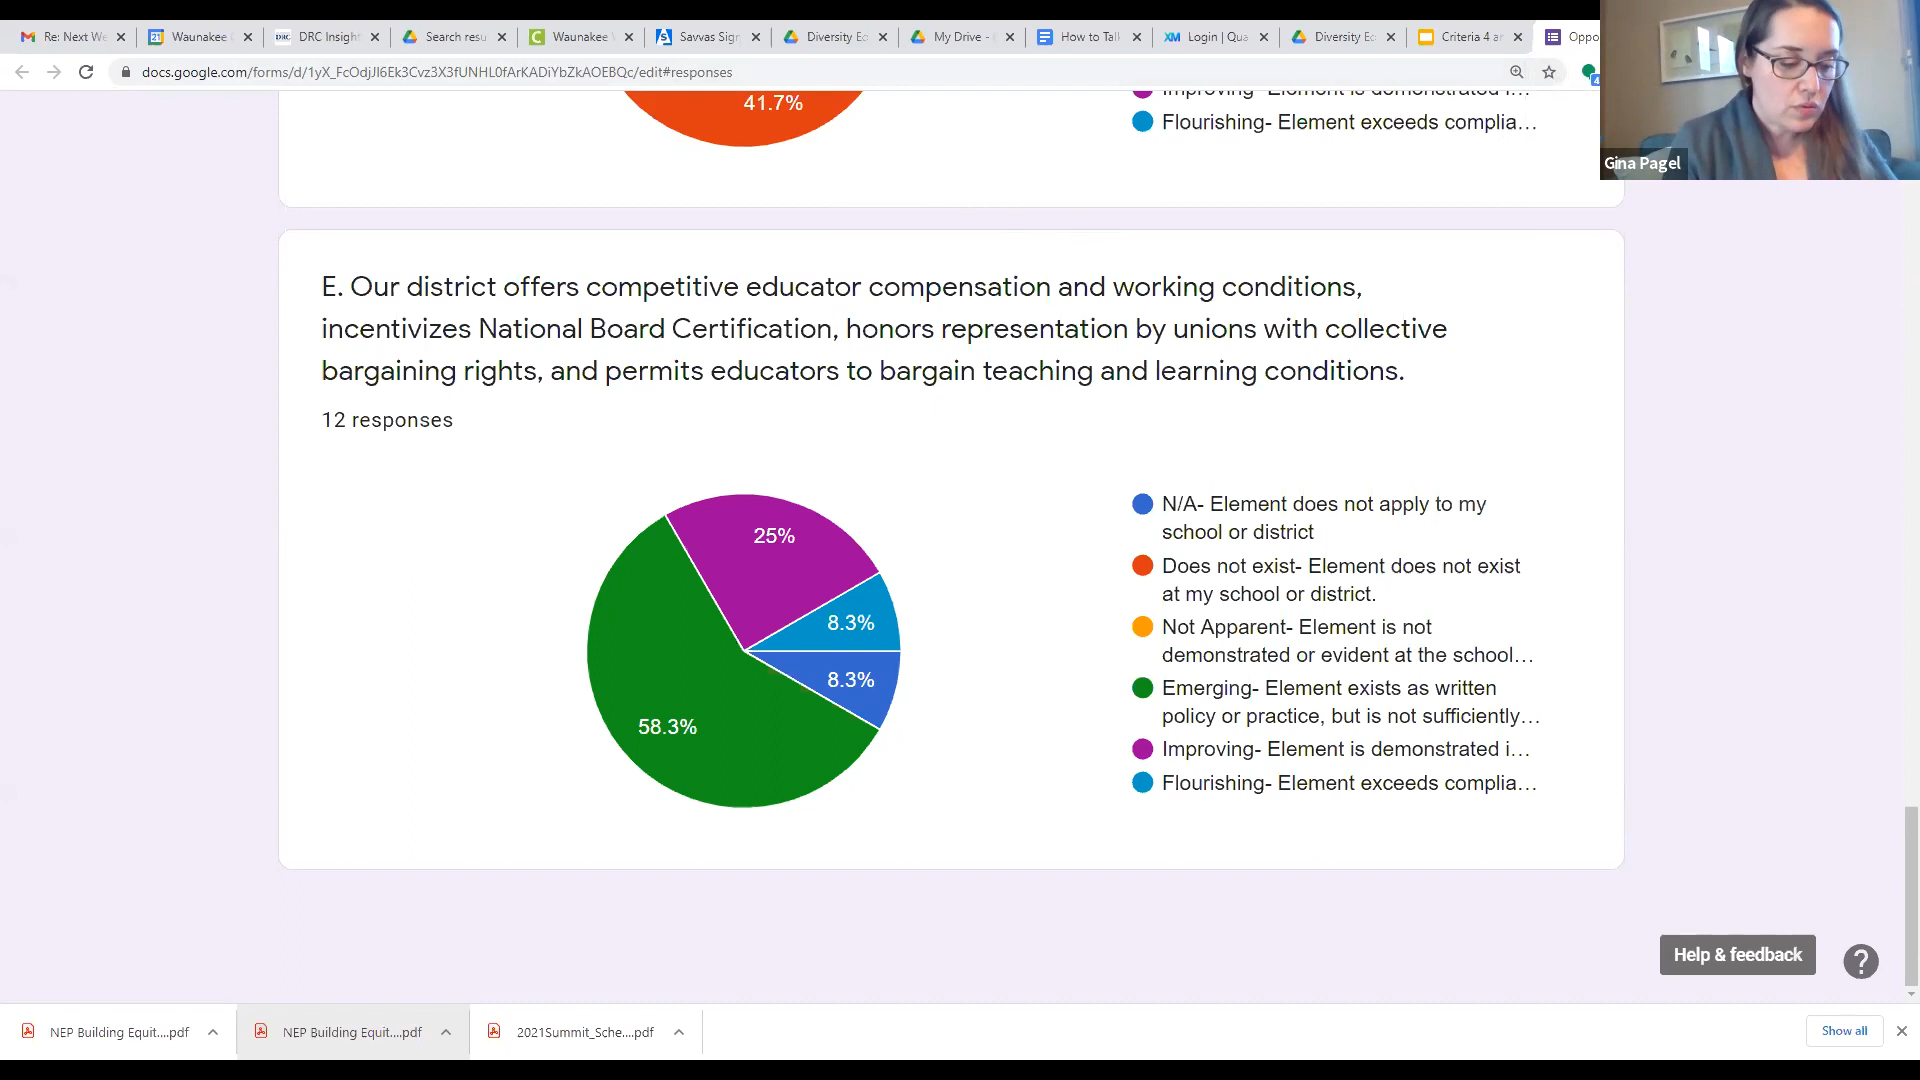 Re: Next We
Waunakee
DRC Insigh
Search resu
Waunakee
Savvas Sig
Diversity Ec
My Drive -
How to Talk
Login | Qua
Diversity Ec
Criteria 4 ar
Oppo
docs.google.com/forms/d/1yX_FcOdjJI6Ek3Cvz3X3fUNHL0fArKADiYbZkAOEBQc/edit#responses
41.7%
Improving- Element is demonstrated i...
Flourishing- Element exceeds complia...
Gina Pagel
E. Our district offers competitive educator compensation and working conditions,
incentivizes National Board Certification, honors representation by unions with collective
bargaining rights, and permits educators to bargain teaching and learning conditions.
12 responses
25%
8.3%
8.3%
58.3%
N/A- Element does not apply to my
school or district
Does not exist- Element does not exist
at my school or district.
Not Apparent- Element is not
demonstrated or evident at the school...
Emerging- Element exists as written
policy or practice, but is not sufficiently...
Improving- Element is demonstrated i...
Flourishing- Element exceeds complia...
Help & feedback
NEP Building Equit....pdf
NEP Building Equit....pdf
2021Summit_Sche....pdf
Show all